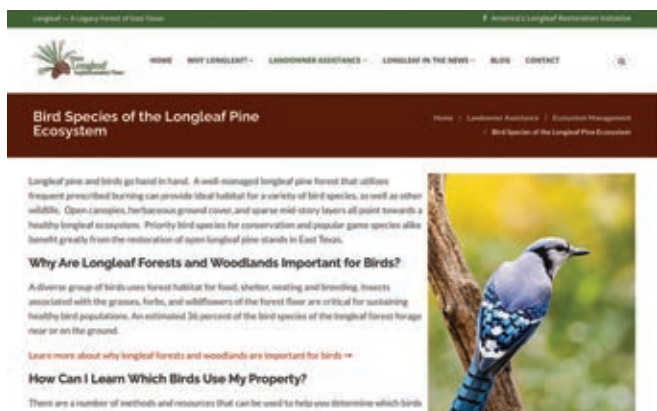 Longleaf — A Legacy Forest of East Texas
America's Longleaf Restoration Initiative
Longleaf
HOME WHY LONGLEAF? LANDOWNER ASSISTANCE LONGLEAF IN THE NEWS BLOG CONTACT
Bird Species of the Longleaf Pine
Ecosystem
Home / Landowner Assistance / Ecosystem Management
/ Bird Species of the Longleaf Pine Ecosystem
Longleaf pine and birds go hand in hand. A well-managed longleaf pine forest that utilizes
frequent prescribed burning can provide ideal habitat for a variety of bird species, as well as other
wildlife. Open canopies, herbaceous ground cover, and sparse mid-story layers all point towards a
healthy longleaf ecosystem. Priority bird species for conservation and popular game species alike
benefit greatly from the restoration of open longleaf pine stands in East Texas.
Why Are Longleaf Forests and Woodlands Important for Birds?
A diverse group of birds uses forest habitat for food, shelter, nesting and breeding. Insects
associated with the grasses, forbs, and wildflowers of the forest floor are critical for sustaining
healthy bird populations. An estimated 36 percent of the bird species of the longleaf forest forage
near or on the ground.
Learn more about why longleaf forests and woodlands are important for birds →
How Can I Learn Which Birds Use My Property?
There are a number of methods and resources that can be used to help you determine which birds